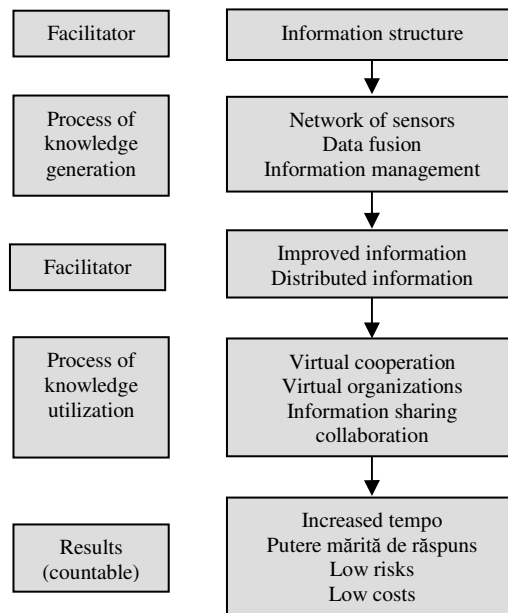 Facilitator
Information structure
Process of
knowledge
generation
Network of sensors
Data fusion
Information management
Facilitator
Improved information
Distributed information
Process of
knowledge
utilization
Virtual cooperation
Virtual organizations
Information sharing
collaboration
Results
(countable)
Increased tempo
Putere mărită de răspuns
Low risks
Low costs